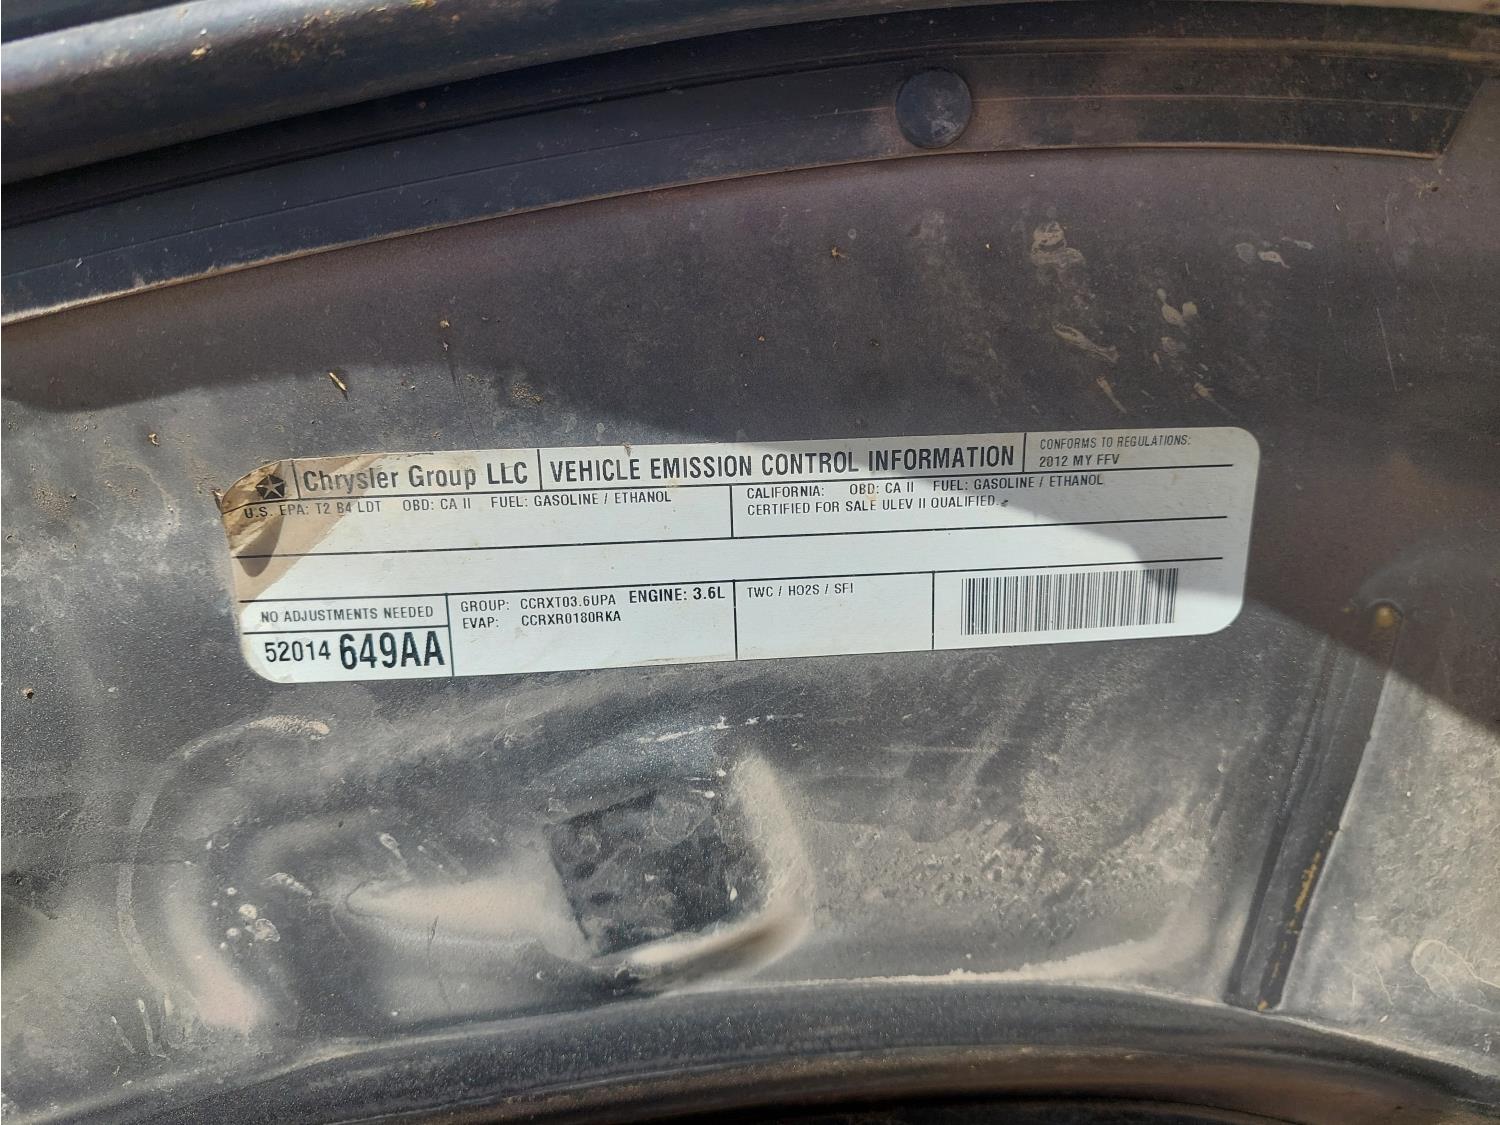 Chrysler Group LLC
VEHICLE EMISSION CONTROL INFORMATION
CONFORMS TO REGULATIONS:
2012 MY FFV
U.S. EPA: T2 B4 LDT OBD: CA II FUEL: GASOLINE / ETHANOL
CALIFORNIA: OBD: CA II FUEL: GASOLINE / ETHANOL
CERTIFIED FOR SALE ULEV II QUALIFIED.
NO ADJUSTMENTS NEEDED
52014 649AA
GROUP: CCRXT03.6UPA ENGINE: 3.6L
EVAP: CCRXR0180RKA
TWC / HO2S / SFI